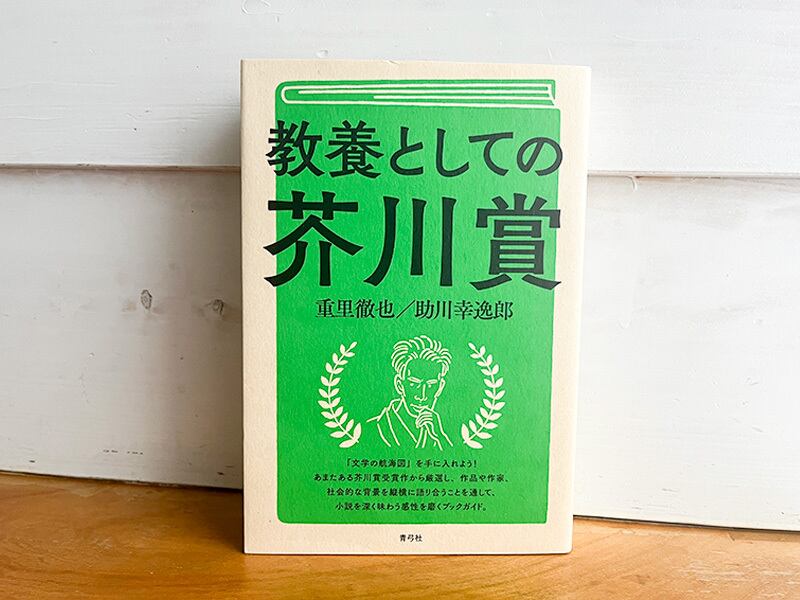 教養としての
芥川賞
重里徹也／助川幸逸郎
「文学の航海図」を手に入れよう！
あまたある芥川賞受賞作から厳選し、作品や作家、
社会的な背景を縦横に語り合うことを通して、
小説を深く味わう感性を磨くブックガイド。
青弓社